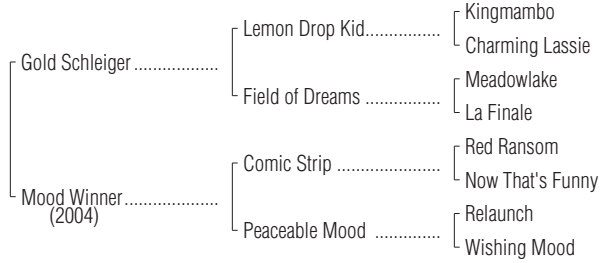 Kingmambo
Lemon Drop Kid.................
Charming Lassie
Gold Schleiger ...................
Meadowlake
Field of Dreams .................
La Finale
Red Ransom
Comic Strip .......................
Now That's Funny
Mood Winner.....................
(2004)
Relaunch
Peaceable Mood ...............
Wishing Mood